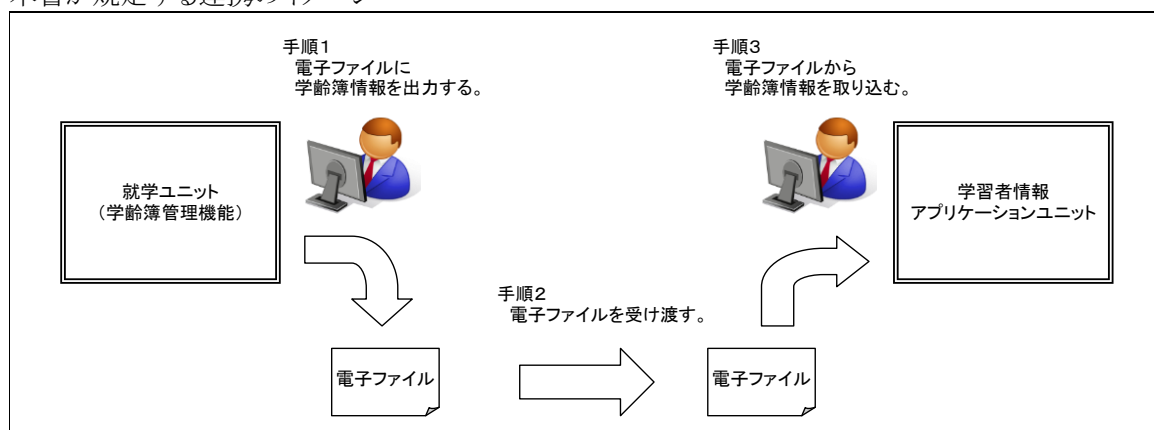 手順1
電子ファイルに
学齢簿情報を出力する。
手順3
電子ファイルから
学齢簿情報を取り込む。
就学ユニット
(学齢簿管理機能)
学習者情報
アプリケーションユニット
手順2
電子ファイルを受け渡す。
電子ファイル
電子ファイル